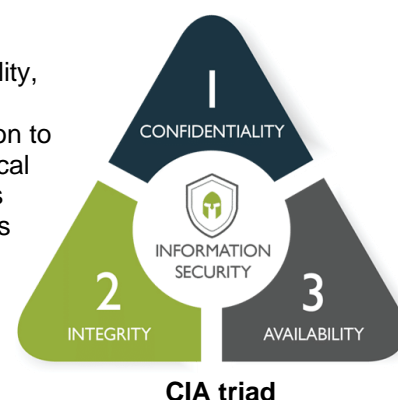 lity,
on to
cal
s
s
1
CONFIDENTIALITY
INFORMATION
SECURITY
2
INTEGRITY
3
AVAILABILITY
CIA triad